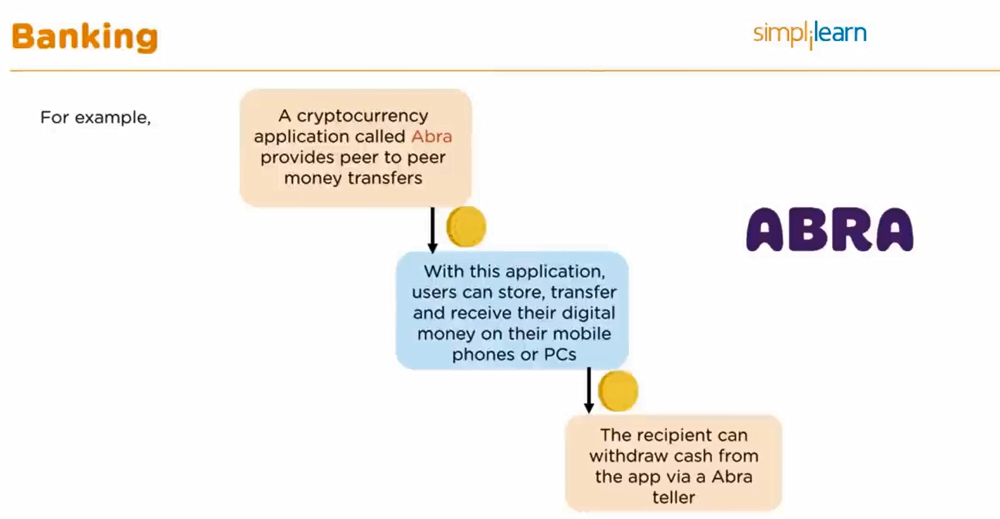 Banking
simplilearn
For example,
A cryptocurrency
application called Abra
provides peer to peer
money transfers
ABRA
With this application,
users can store, transfer
and receive their digital
money on their mobile
phones or PCs
The recipient can
withdraw cash from
the app via a Abra
teller